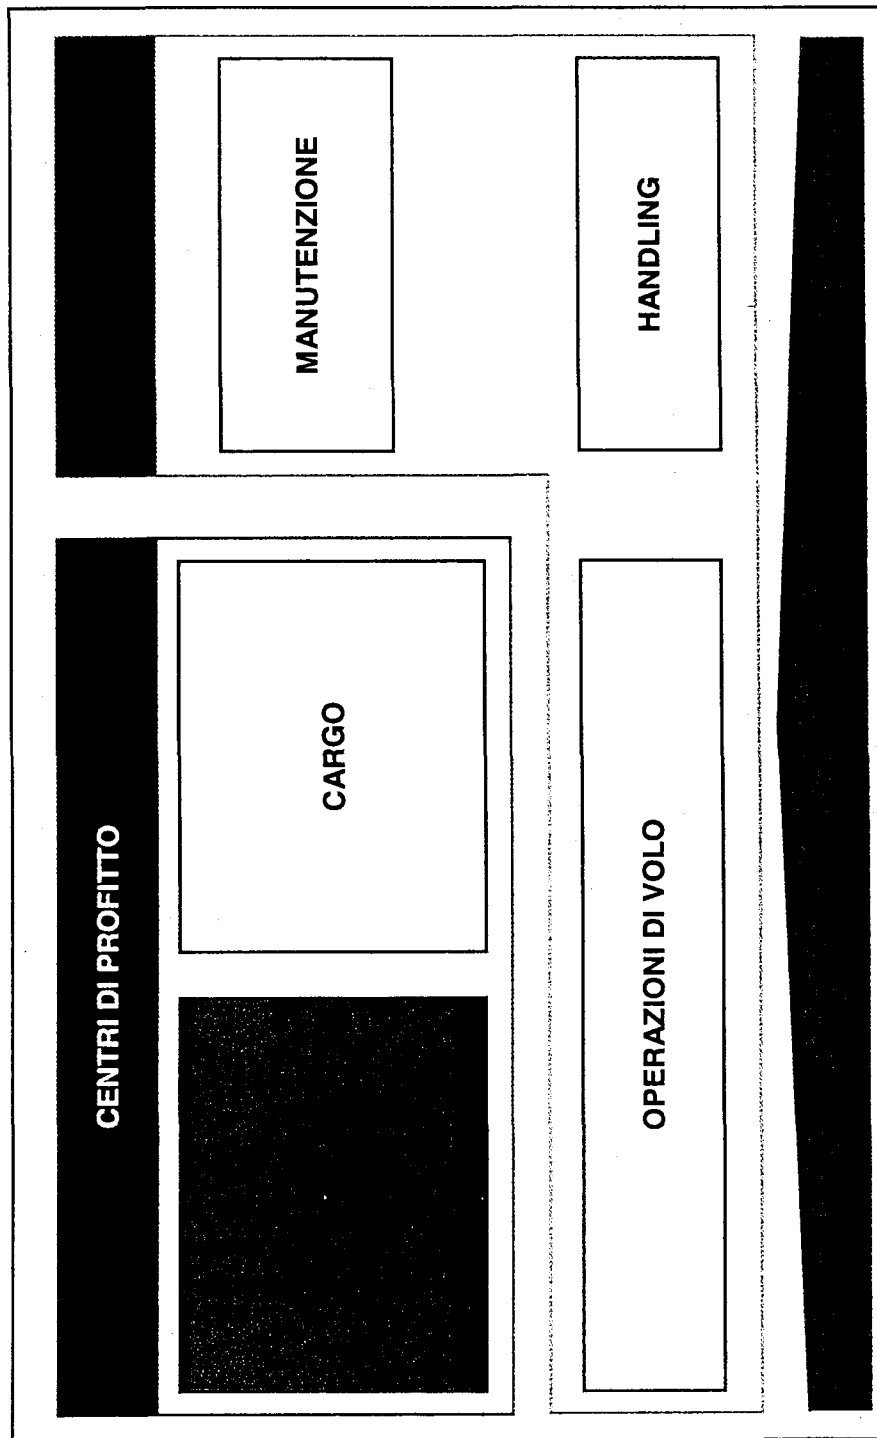 CENTRI DI PROFITTO
CARGO
MANUTENZIONE
OPERAZIONI DI VOLO
HANDLING